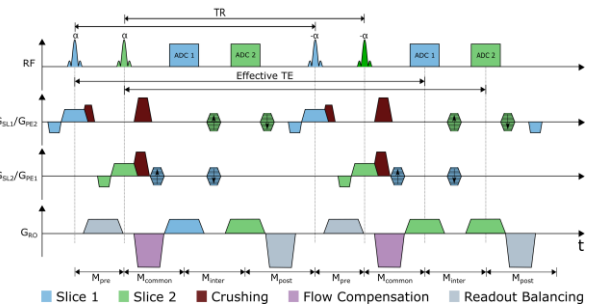 TR
α α -α -α
RF ADC 1 ADC 2 ADC 1 ADC 2
Effective TE
G_SL1/G_PE2
G_SL2/G_PE1
G_RO
t
M_pre M_common M_inter M_post M_pre M_common M_inter M_post
Slice 1 Slice 2 Crushing Flow Compensation Readout Balancing